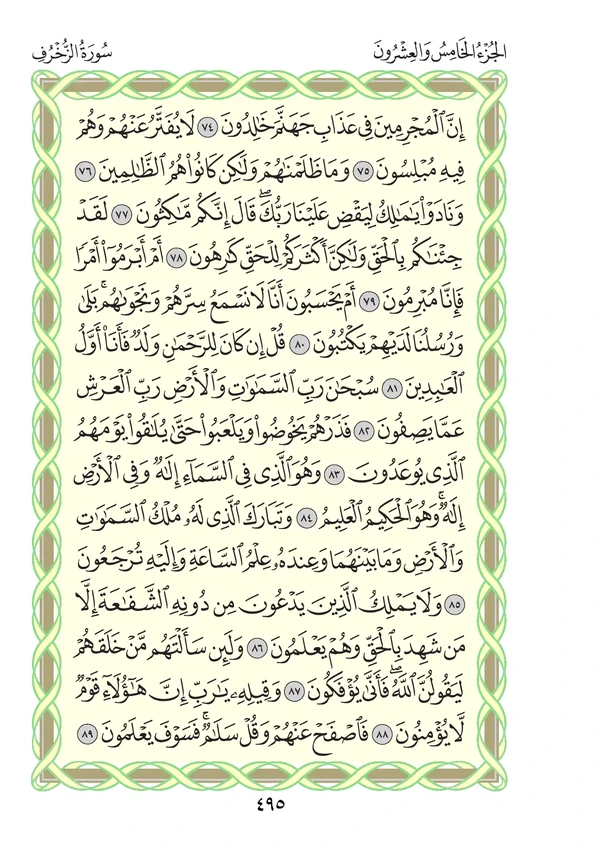 الجُزْءُ الخَامِسُ وَالعِشْرُونَ سُورَةُ الزُّخْرُفِ
إِنَّ ٱلْمُجْرِمِينَ فِى عَذَابِ جَهَنَّمَ خَٰلِدُونَ ٧٤ لَا يُفَتَّرُ عَنْهُمْ وَهُمْ
فِيهِ مُبْلِسُونَ ٧٥ وَمَا ظَلَمْنَٰهُمْ وَلَٰكِن كَانُوا۟ هُمُ ٱلظَّٰلِمِينَ ٧٦
وَنَادَوْا۟ يَٰمَٰلِكُ لِيَقْضِ عَلَيْنَا رَبُّكَ ۖ قَالَ إِنَّكُم مَّٰكِثُونَ ٧٧ لَقَدْ
جِئْنَٰكُم بِٱلْحَقِّ وَلَٰكِنَّ أَكْثَرَكُمْ لِلْحَقِّ كَٰرِهُونَ ٧٨ أَمْ أَبْرَمُوٓا۟ أَمْرًا
فَإِنَّا مُبْرِمُونَ ٧٩ أَمْ يَحْسَبُونَ أَنَّا لَا نَسْمَعُ سِرَّهُمْ وَنَجْوَىٰهُم ۚ بَلَىٰ
وَرُسُلُنَا لَدَيْهِمْ يَكْتُبُونَ ٨٠ قُلْ إِن كَانَ لِلرَّحْمَٰنِ وَلَدٌ فَأَنَا۠ أَوَّلُ
ٱلْعَٰبِدِينَ ٨١ سُبْحَٰنَ رَبِّ ٱلسَّمَٰوَٰتِ وَٱلْأَرْضِ رَبِّ ٱلْعَرْشِ
عَمَّا يَصِفُونَ ٨٢ فَذَرْهُمْ يَخُوضُوا۟ وَيَلْعَبُوا۟ حَتَّىٰ يُلَٰقُوا۟ يَوْمَهُمُ
ٱلَّذِى يُوعَدُونَ ٨٣ وَهُوَ ٱلَّذِى فِى ٱلسَّمَآءِ إِلَٰهٌ وَفِى ٱلْأَرْضِ
إِلَٰهٌ ۚ وَهُوَ ٱلْحَكِيمُ ٱلْعَلِيمُ ٨٤ وَتَبَارَكَ ٱلَّذِى لَهُۥ مُلْكُ ٱلسَّمَٰوَٰتِ
وَٱلْأَرْضِ وَمَا بَيْنَهُمَا وَعِندَهُۥ عِلْمُ ٱلسَّاعَةِ وَإِلَيْهِ تُرْجَعُونَ
٨٥ وَلَا يَمْلِكُ ٱلَّذِينَ يَدْعُونَ مِن دُونِهِ ٱلشَّفَٰعَةَ إِلَّا
مَن شَهِدَ بِٱلْحَقِّ وَهُمْ يَعْلَمُونَ ٨٦ وَلَئِن سَأَلْتَهُم مَّنْ خَلَقَهُمْ
لَيَقُولُنَّ ٱللَّهُ ۖ فَأَنَّىٰ يُؤْفَكُونَ ٨٧ وَقِيلِهِۦ يَٰرَبِّ إِنَّ هَٰٓؤُلَآءِ قَوْمٌ
لَّا يُؤْمِنُونَ ٨٨ فَٱصْفَحْ عَنْهُمْ وَقُلْ سَلَٰمٌ ۚ فَسَوْفَ يَعْلَمُونَ ٨٩
٤٩٥